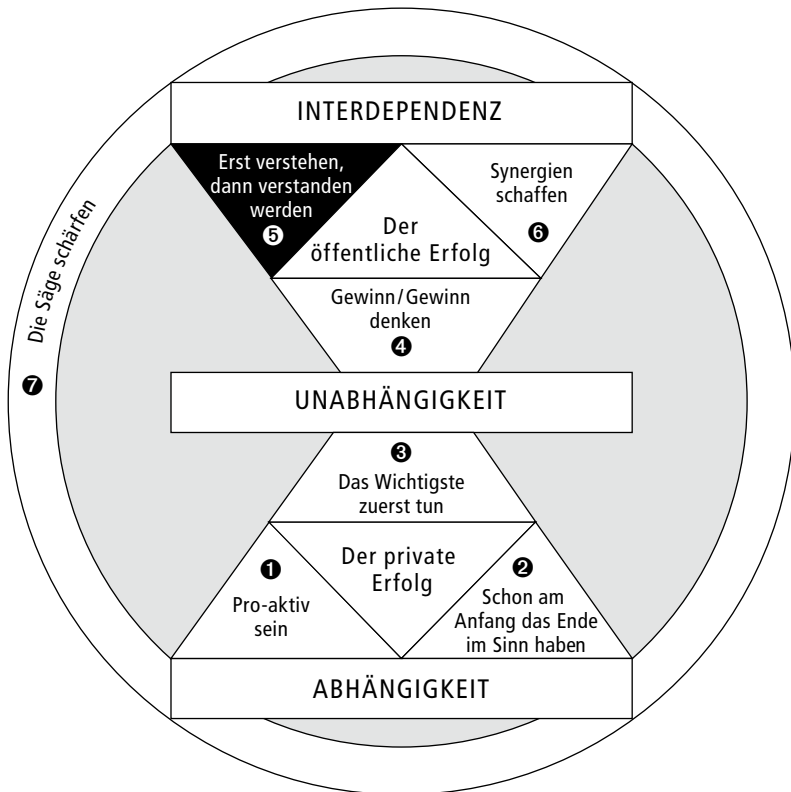 INTERDEPENDENZ
Erst verstehen,
dann verstanden
werden
❺
Synergien
schaffen
❻
Der
öffentliche Erfolg
Gewinn/Gewinn
denken
❹
Die Säge schärfen
❼
UNABHÄNGIGKEIT
❸
Das Wichtigste
zuerst tun
❶
Pro-aktiv
sein
Der private
Erfolg
❷
Schon am
Anfang das Ende
im Sinn haben
ABHÄNGIGKEIT